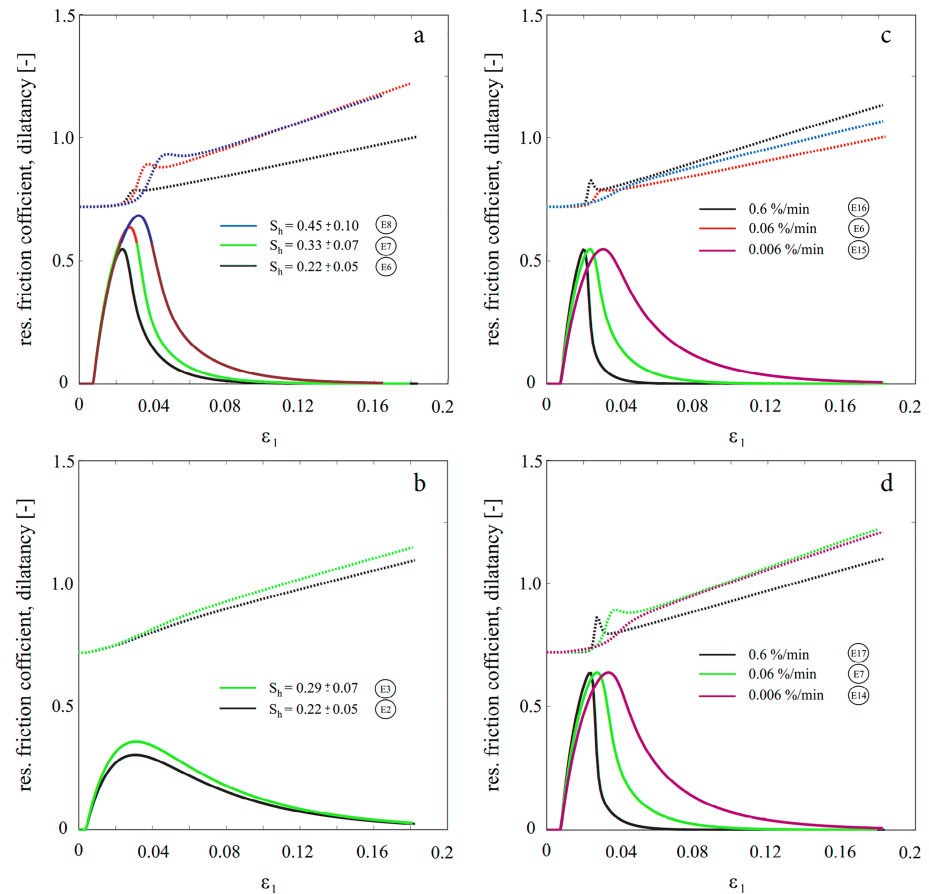 a
res. friction cofficient, dilatancy [-]
1.5
1.0
0.5
0
S_h = 0.45 ± 0.10 E8
S_h = 0.33 ± 0.07 E7
S_h = 0.22 ± 0.05 E6
0 0.04 0.08 0.12 0.16 0.2
ε_1
c
res. friction cofficient, dilatancy [-]
1.5
1.0
0.5
0
0.6 %/min E16
0.06 %/min E6
0.006 %/min E15
0 0.04 0.08 0.12 0.16 0.2
ε_1
b
res. friction cofficient, dilatancy [-]
1.5
1.0
0.5
0
S_h = 0.29 ± 0.07 E3
S_h = 0.22 ± 0.05 E2
0 0.04 0.08 0.12 0.16 0.2
ε_1
d
res. friction cofficient, dilatancy [-]
1.5
1.0
0.5
0
0.6 %/min E17
0.06 %/min E7
0.006 %/min E14
0 0.04 0.08 0.12 0.16 0.2
ε_1